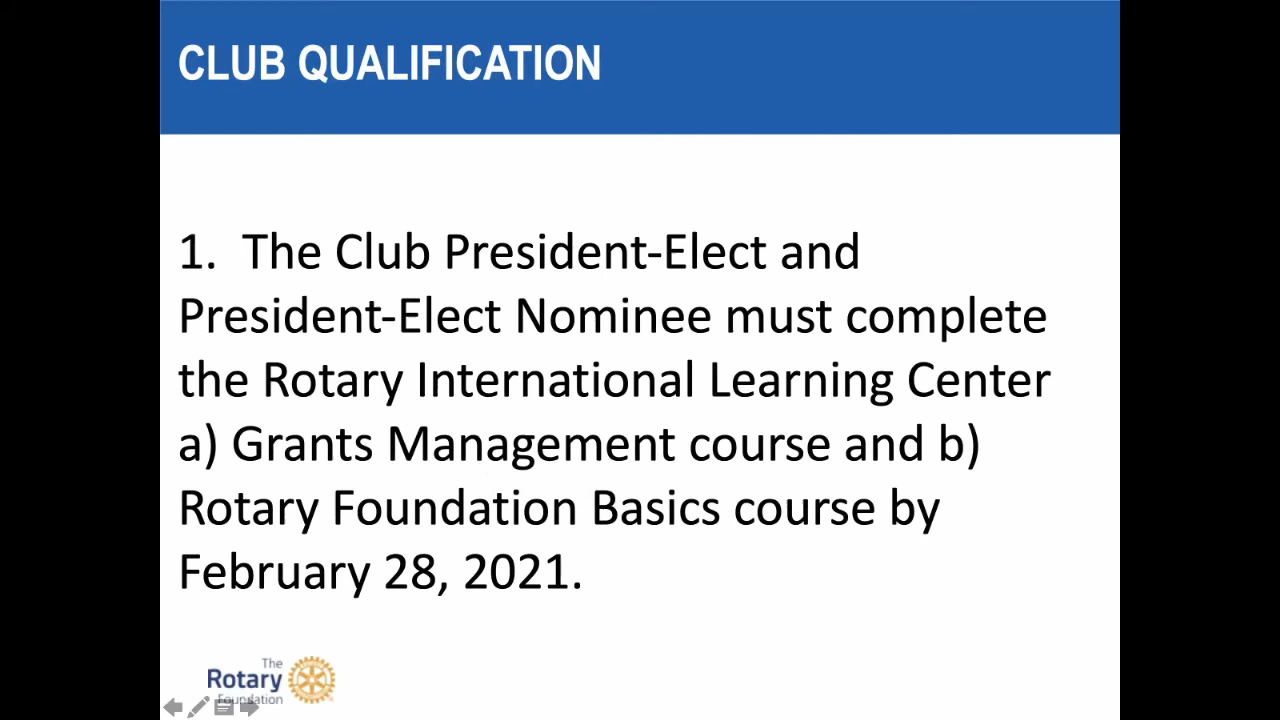 CLUB QUALIFICATION
1. The Club President-Elect and
President-Elect Nominee must complete
the Rotary International Learning Center
a) Grants Management course and b)
Rotary Foundation Basics course by
February 28, 2021.
The
Rotary
Foundation